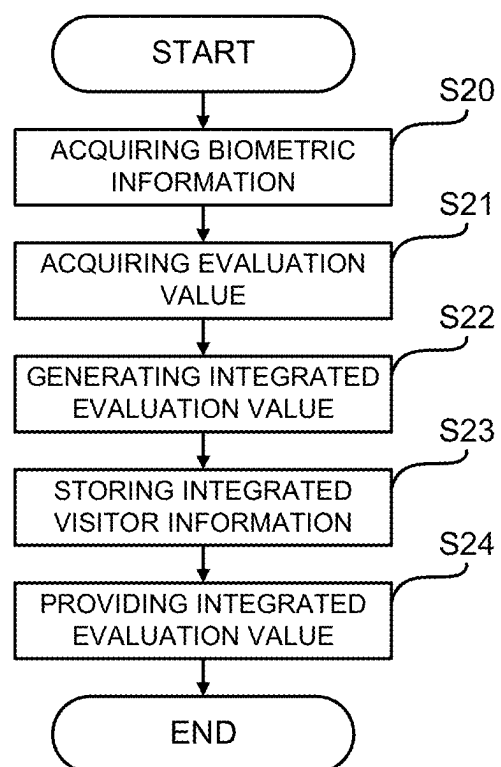 START
S20
ACQUIRING BIOMETRIC
INFORMATION
S21
ACQUIRING EVALUATION
VALUE
S22
GENERATING INTEGRATED
EVALUATION VALUE
S23
STORING INTEGRATED
VISITOR INFORMATION
S24
PROVIDING INTEGRATED
EVALUATION VALUE
END